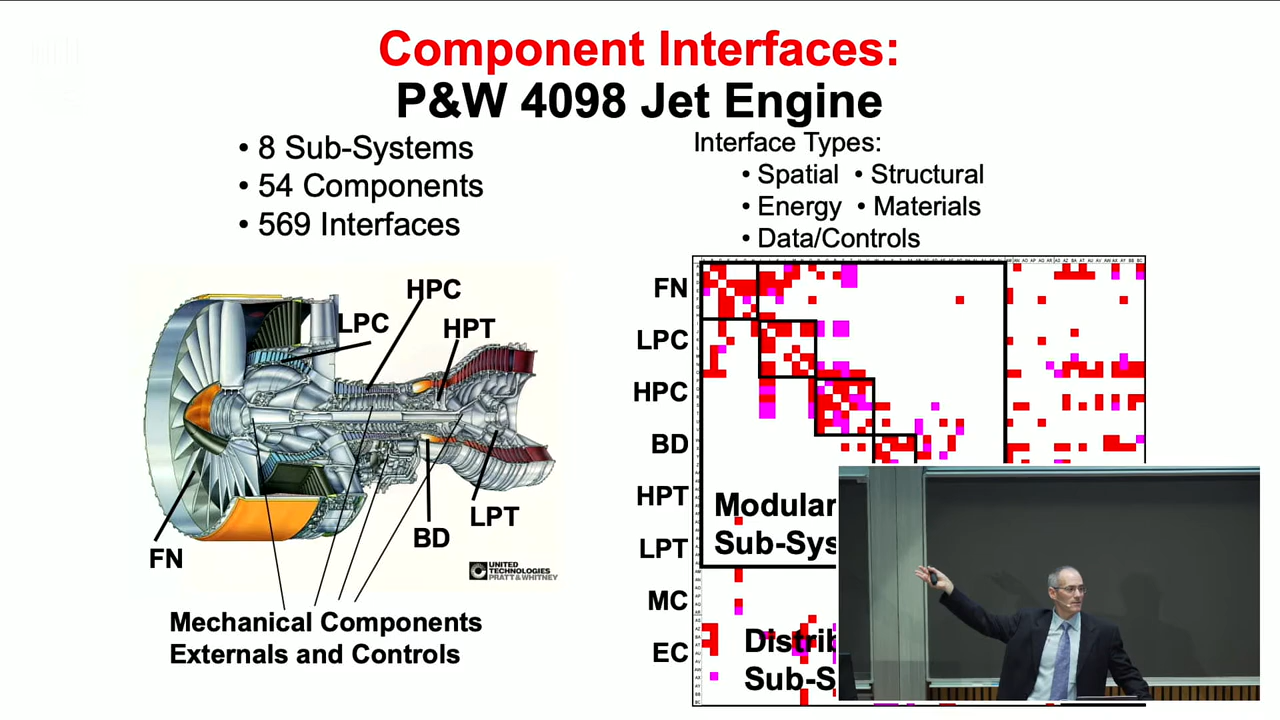 Component Interfaces:
P&W 4098 Jet Engine
• 8 Sub-Systems
• 54 Components
• 569 Interfaces
Interface Types:
• Spatial • Structural
• Energy • Materials
• Data/Controls
HPC
LPC
HPT
FN
BD
LPT
UNITED
TECHNOLOGIES
PRATT&WHITNEY
Mechanical Components
Externals and Controls
FN
LPC
HPC
BD
HPT
LPT
MC
EC
Modular
Sub-Sys
Distrib
Sub-S